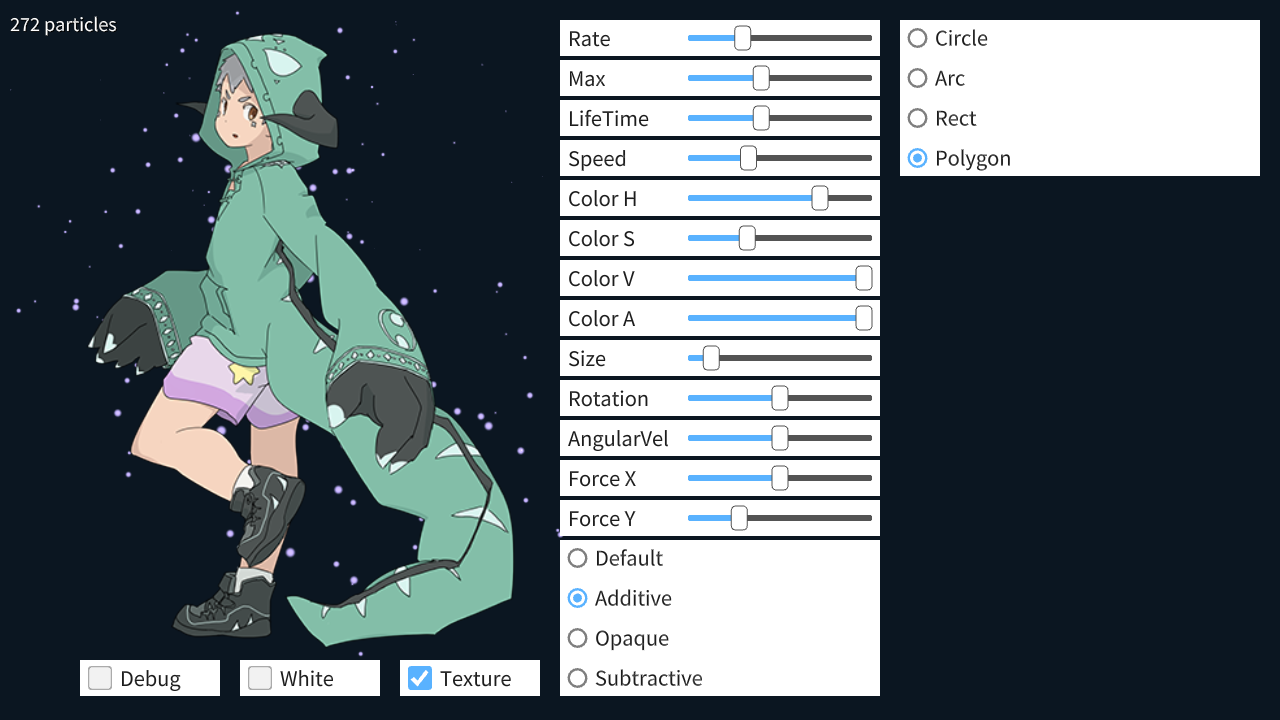 272 particles
Rate
Max
LifeTime
Speed
Color H
Color S
Color V
Color A
Size
Rotation
AngularVel
Force X
Force Y
Default
Additive
Opaque
Subtractive
Circle
Arc
Rect
Polygon
Debug
White
Texture